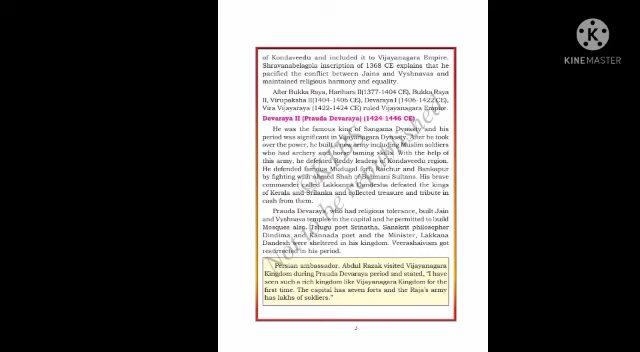 KINEMASTER
of Kondaveedu and included it to Vijayanagara Empire.
Shravanabelagola inscription of 1368 CE explains that he
pacified the conflict between Jains and Vyshnavas and
maintained religious harmony and equality.
After Bukka Raya, Harihara II(1377-1404 CE), Bukka Raya
II, Virupaksha II(1404-1406 CE), Devaraya I (1406-1422 CE),
Vira Vijayaraya (1422-1424 CE) ruled Vijayanagara Empire.
Devaraya II (Prauda Devaraya) (1424-1446 CE)
He was the famous king of Sangama Dynasty and his
period was significant in Vijayanagara Dynasty. After he took
over the power, he built a new army including Muslim soldiers
who had archery and horse taming skills. With the help of
this army, he defeated Reddy leaders of Kondaveedu region.
He defended famous Mudugal fort, Raichur and Bankapur
by fighting with Ahmed Shah of Bahamani Sultans. His brave
commander called Lakkanna Dandesha defeated the kings
of Kerala and Srilanka and collected treasure and tribute in
cash from them.
Prauda Devaraya, who had religious tolerance, built Jain
and Vyshnava temples in the capital and he permitted to build
Mosques also. Telugu poet Srinatha, Sanskrit philosopher
Dindima and Kannada poet and the Minister, Lakkana
Dandesh were sheltered in his kingdom. Veerashaivism got
resurrected in his period.
Persian ambassador, Abdul Razak visited Vijayanagara
Kingdom during Prauda Devaraya period and stated, "I have
seen such a rich kingdom like Vijayanagara Kingdom for the
first time. The capital has seven forts and the Raja's army
has lakhs of soldiers."
3